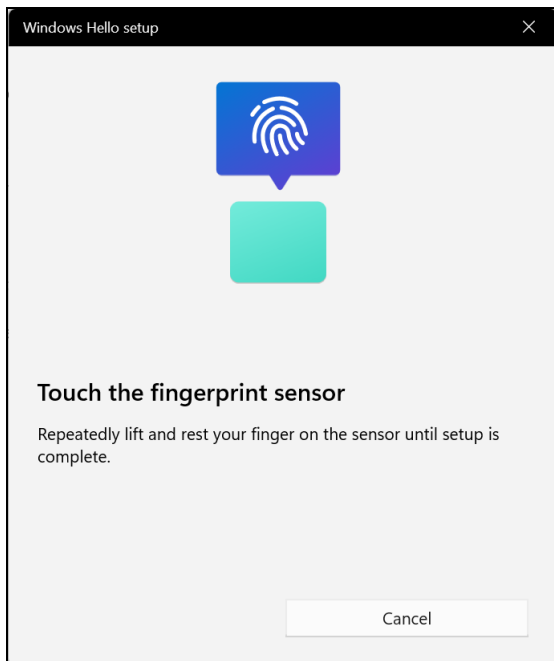 Windows Hello setup
Touch the fingerprint sensor
Repeatedly lift and rest your finger on the sensor until setup is
complete.
Cancel